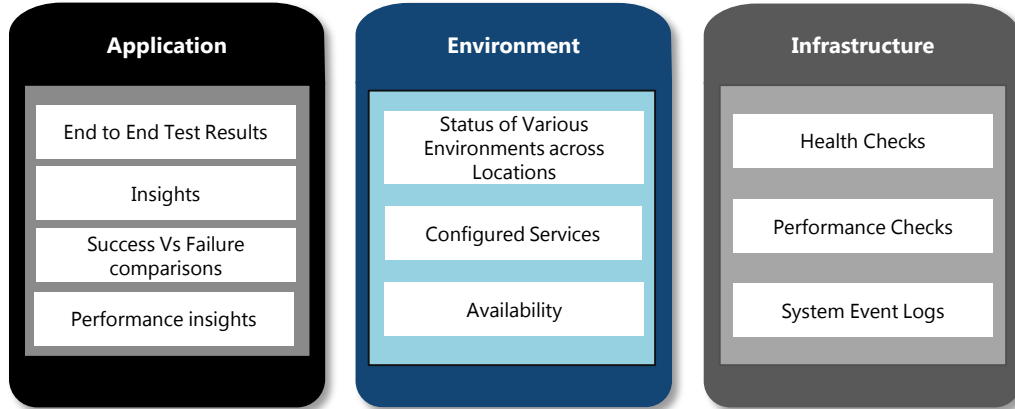 Application
End to End Test Results
Insights
Success Vs Failure
comparisons
Performance insights
Environment
Status of Various
Environments across
Locations
Configured Services
Availability
Infrastructure
Health Checks
Performance Checks
System Event Logs